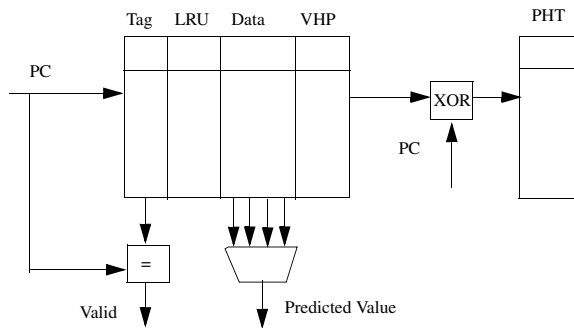 Tag LRU Data VHP PHT
PC
XOR
PC
=
Valid
Predicted Value